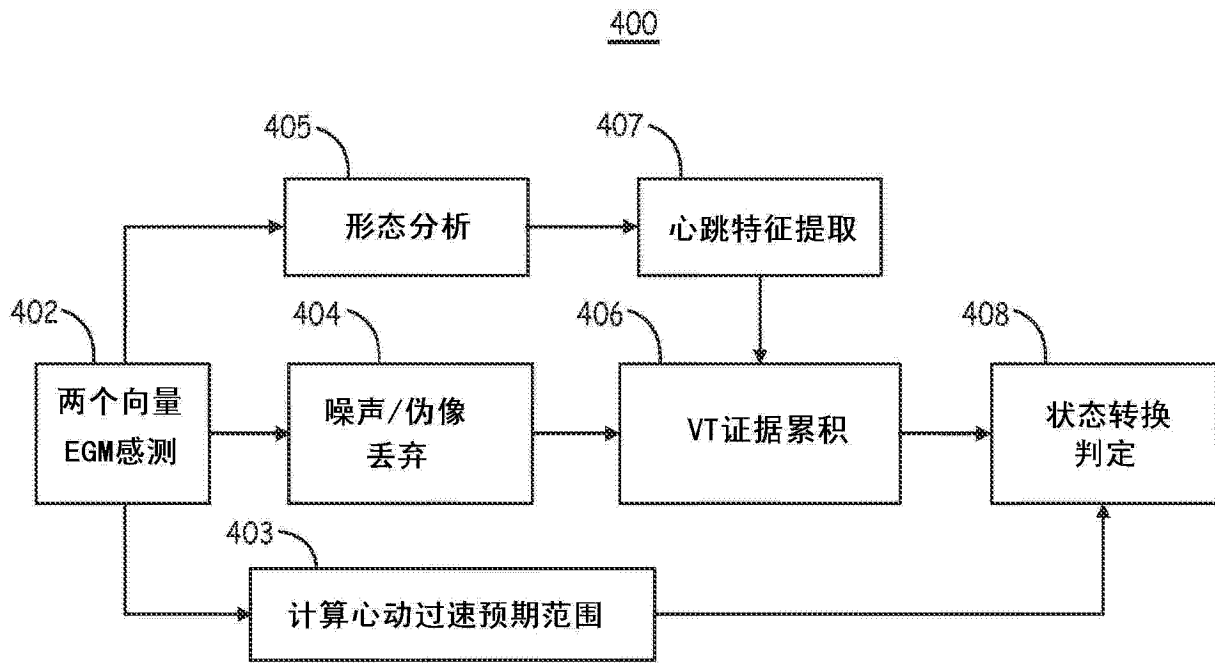 400
405
407
形态分析
心跳特征提取
402
404
406
408
两个向量
EGM感测
噪声/伪像
丢弃
VT证据累积
状态转换
判定
403
计算心动过速预期范围